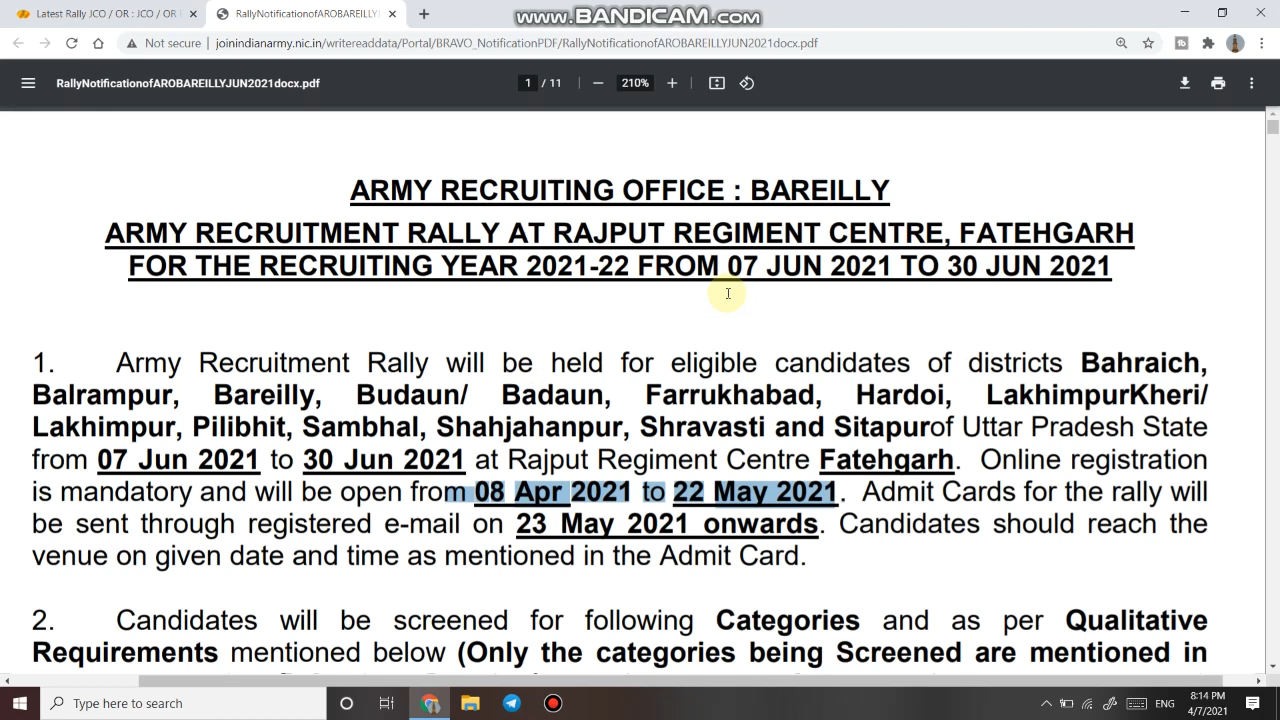 Latest Rally JCO / OR : JCO / OR
RallyNotificationofAROBAREILLYJ
www.BANDICAM.com
Not secure | joinindianarmy.nic.in/writereaddata/Portal/BRAVO_NotificationPDF/RallyNotificationofAROBAREILLYJUN2021docx.pdf
RallyNotificationofAROBAREILLYJUN2021docx.pdf
1 / 11
210%
ARMY RECRUITING OFFICE : BAREILLY
ARMY RECRUITMENT RALLY AT RAJPUT REGIMENT CENTRE, FATEHGARH
FOR THE RECRUITING YEAR 2021-22 FROM 07 JUN 2021 TO 30 JUN 2021
1. Army Recruitment Rally will be held for eligible candidates of districts Bahraich,
Balrampur, Bareilly, Budaun/ Badaun, Farrukhabad, Hardoi, LakhimpurKheri/
Lakhimpur, Pilibhit, Sambhal, Shahjahanpur, Shravasti and Sitapurof Uttar Pradesh State
from 07 Jun 2021 to 30 Jun 2021 at Rajput Regiment Centre Fatehgarh. Online registration
is mandatory and will be open from 08 Apr 2021 to 22 May 2021. Admit Cards for the rally will
be sent through registered e-mail on 23 May 2021 onwards. Candidates should reach the
venue on given date and time as mentioned in the Admit Card.
2. Candidates will be screened for following Categories and as per Qualitative
Requirements mentioned below (Only the categories being Screened are mentioned in
Type here to search
ENG
8:14 PM
4/7/2021